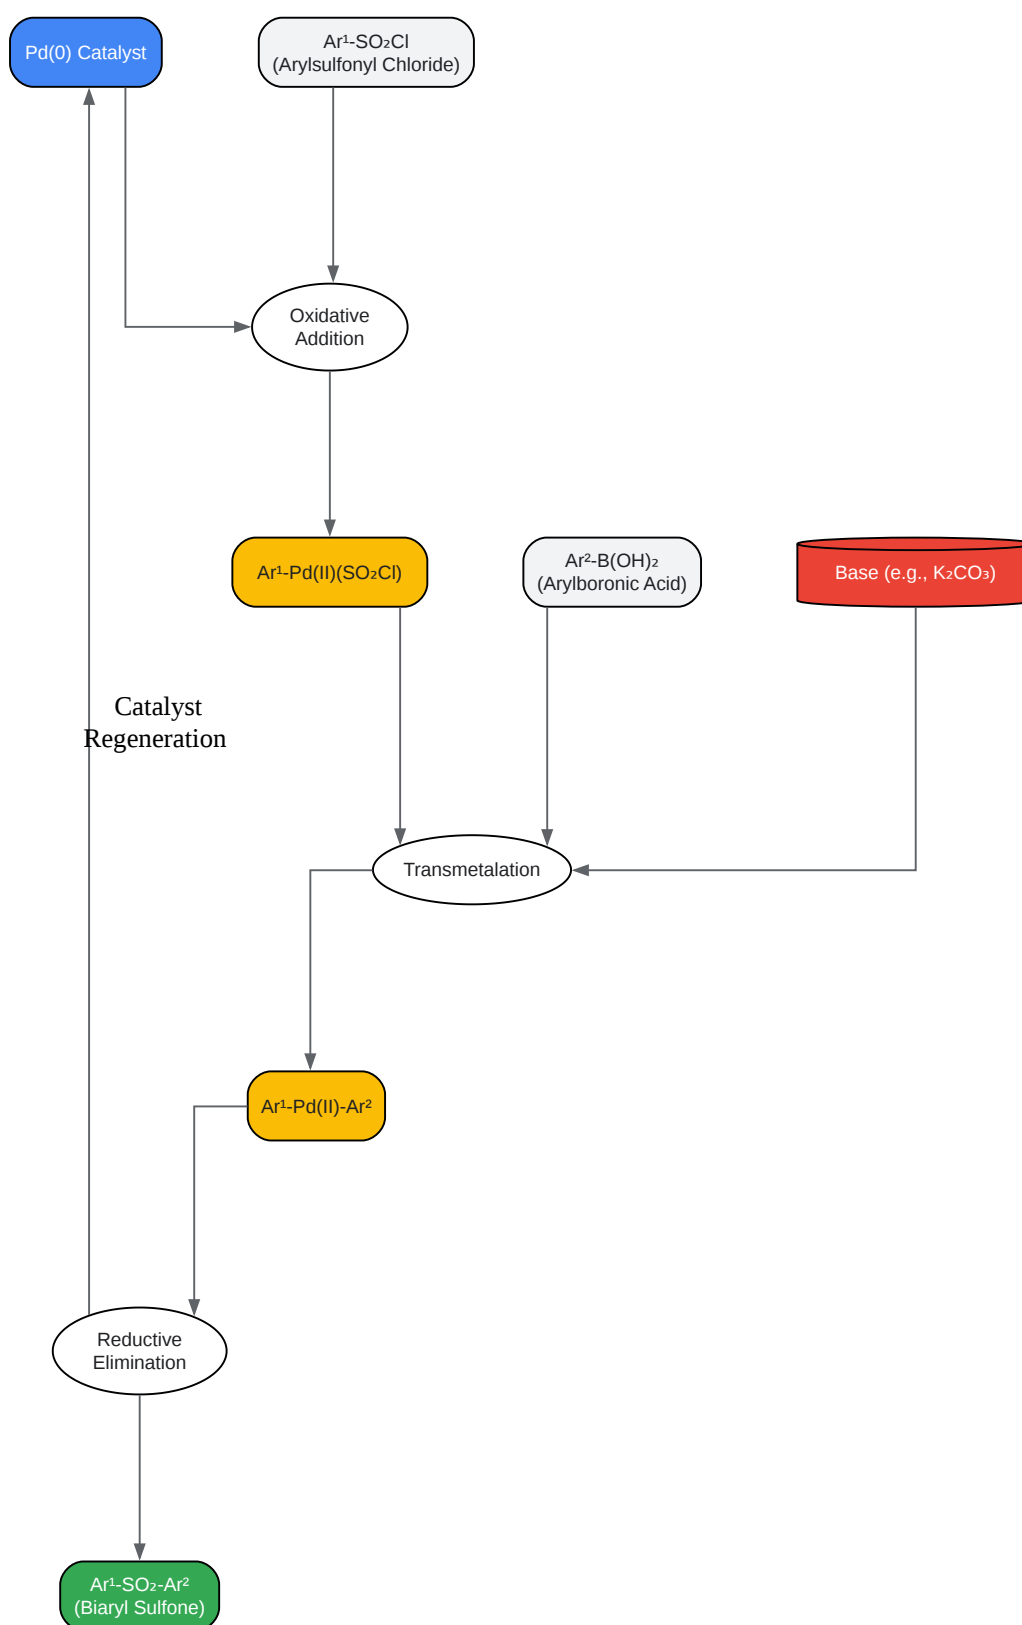 Pd(0) Catalyst
Ar¹-SO₂Cl
(Arylsulfonyl Chloride)
Oxidative
Addition
Ar¹-Pd(II)(SO₂Cl)
Ar²-B(OH)₂
(Arylboronic Acid)
Base (e.g., K₂CO₃)
Catalyst
Regeneration
Transmetalation
Ar¹-Pd(II)-Ar²
Reductive
Elimination
Ar¹-SO₂-Ar²
(Biaryl Sulfone)